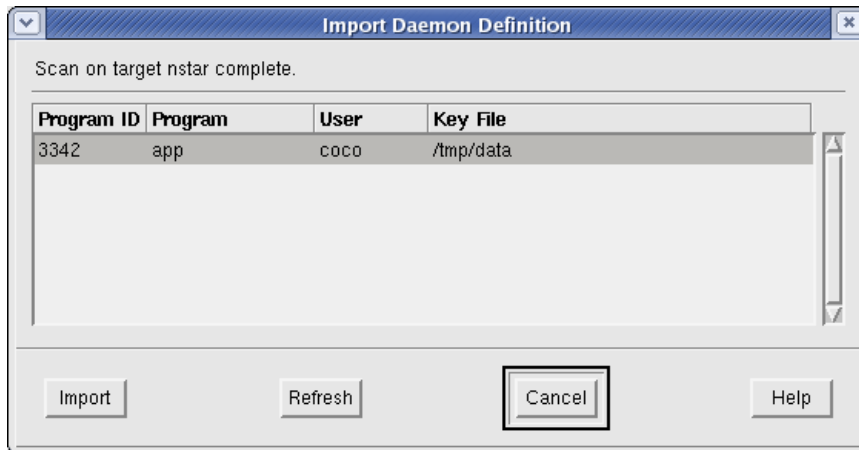 Import Daemon Definition
Scan on target nstar complete.
Program ID Program User Key File
3342 app coco /tmp/data
Import Refresh Cancel Help